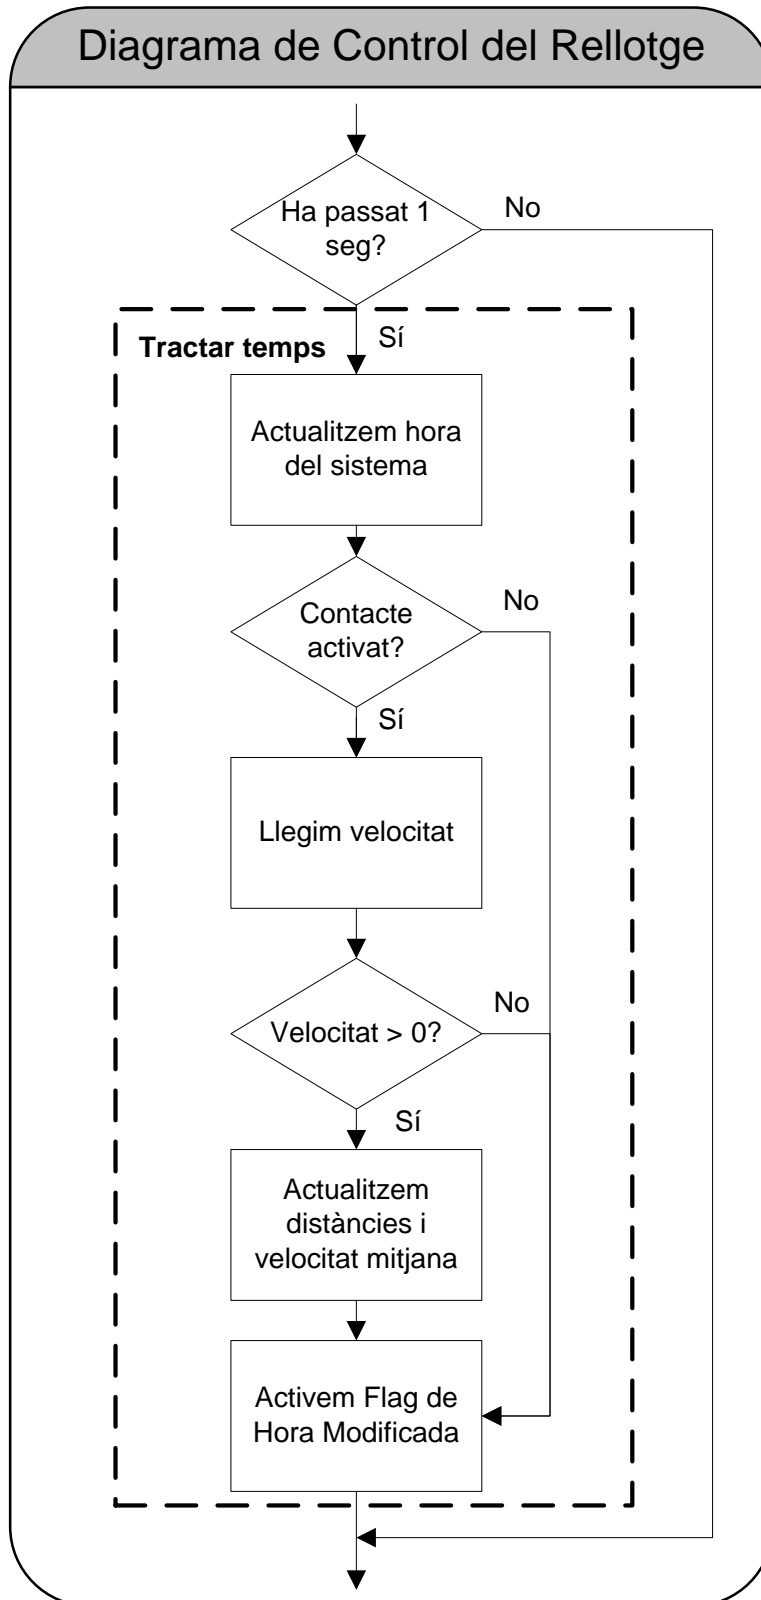 Diagrama de Control del Rellotge
Ha passat 1
seg?
No
Sí
Tractar temps
Actualitzem hora
del sistema
Contacte
activat?
No
Sí
Llegim velocitat
Velocitat > 0?
No
Sí
Actualitzem
distàncies i
velocitat mitjana
Activem Flag de
Hora Modificada